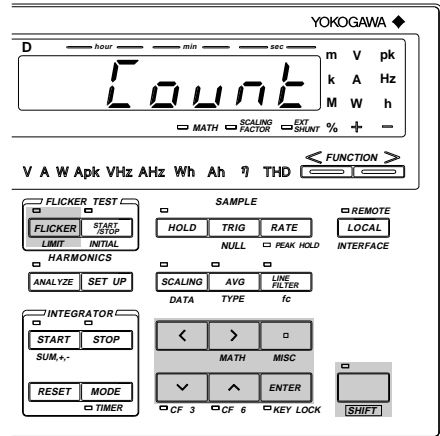 YOKOGAWA
D hour min sec m V pk
Count k A Hz
M W h
MATH SCALING FACTOR EXT SHUNT % + −
V A W Apk VHz AHz Wh Ah η THD < FUNCTION >
FLICKER TEST SAMPLE
FLICKER START /STOP HOLD TRIG RATE REMOTE LOCAL
LIMIT INITIAL NULL PEAK HOLD INTERFACE
HARMONICS
ANALYZE SET UP SCALING AVG LINE FILTER
DATA TYPE fc
INTEGRATOR
START STOP < > ▫
SUM,+,- MATH MISC
RESET MODE ∨ ∧ ENTER
TIMER CF 3 CF 6 KEY LOCK SHIFT